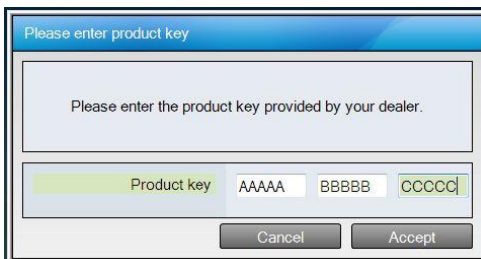 Please enter product key
Please enter the product key provided by your dealer.
Product key AAAAA BBBBB CCCCC
Cancel Accept